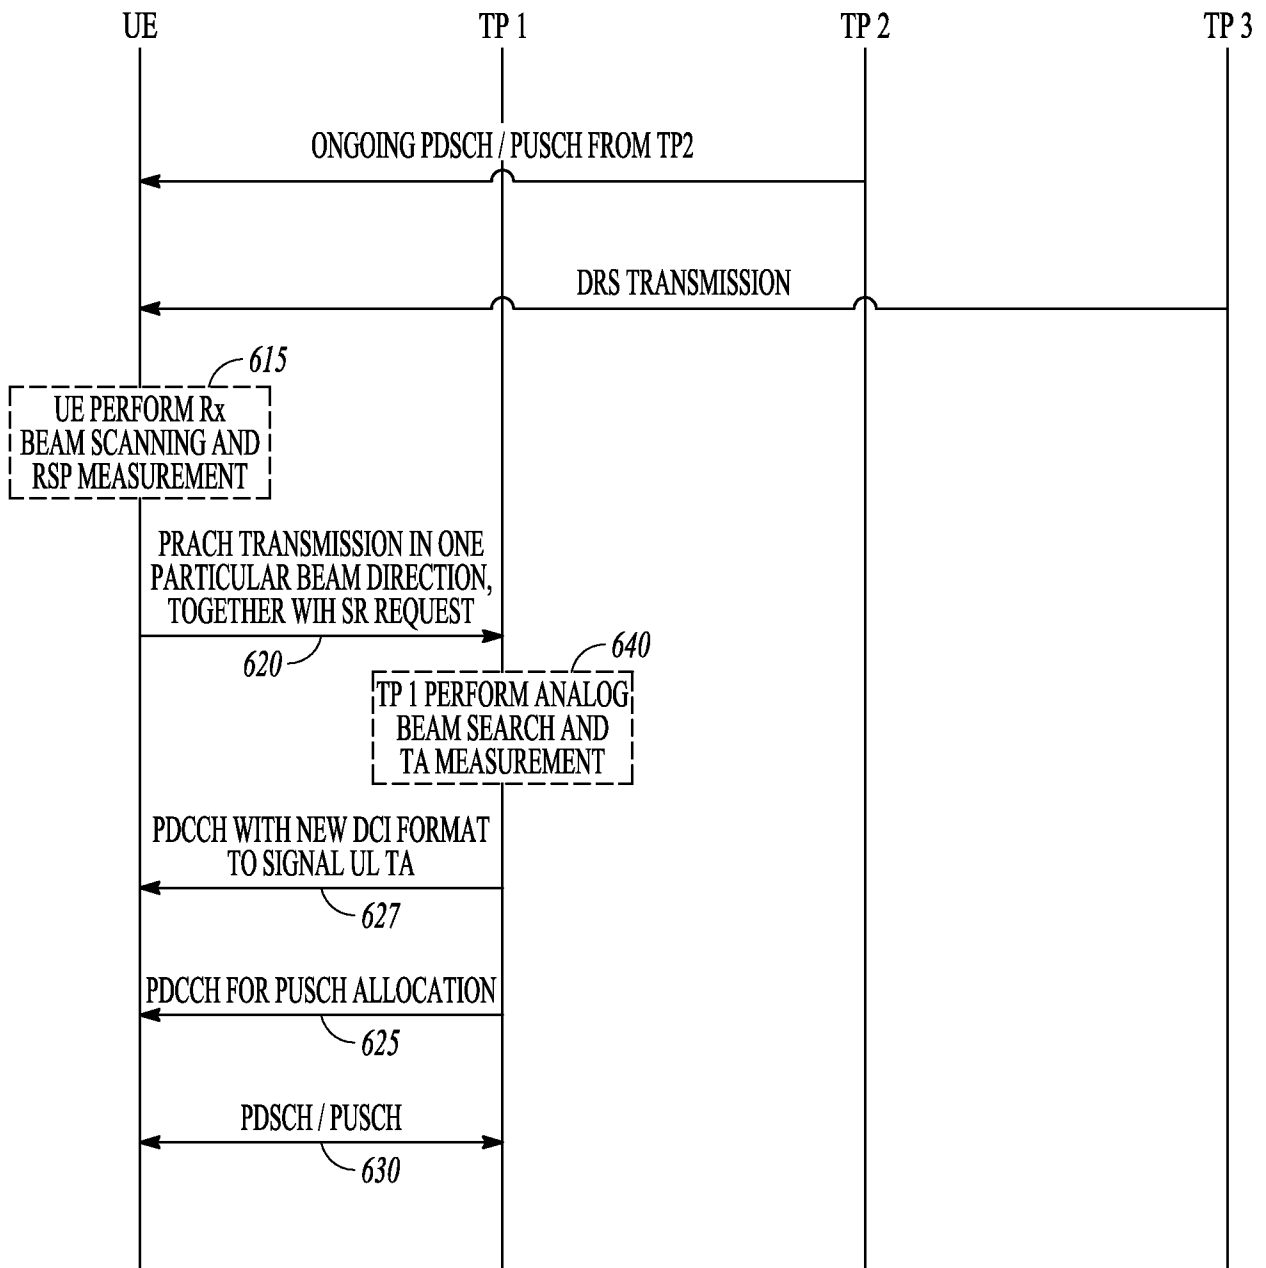 UE
TP 1
TP 2
TP 3
ONGOING PDSCH / PUSCH FROM TP2
DRS TRANSMISSION
615
UE PERFORM Rx
BEAM SCANNING AND
RSP MEASUREMENT
PRACH TRANSMISSION IN ONE
PARTICULAR BEAM DIRECTION,
TOGETHER WIH SR REQUEST
620
640
TP 1 PERFORM ANALOG
BEAM SEARCH AND
TA MEASUREMENT
PDCCH WITH NEW DCI FORMAT
TO SIGNAL UL TA
627
PDCCH FOR PUSCH ALLOCATION
625
PDSCH / PUSCH
630